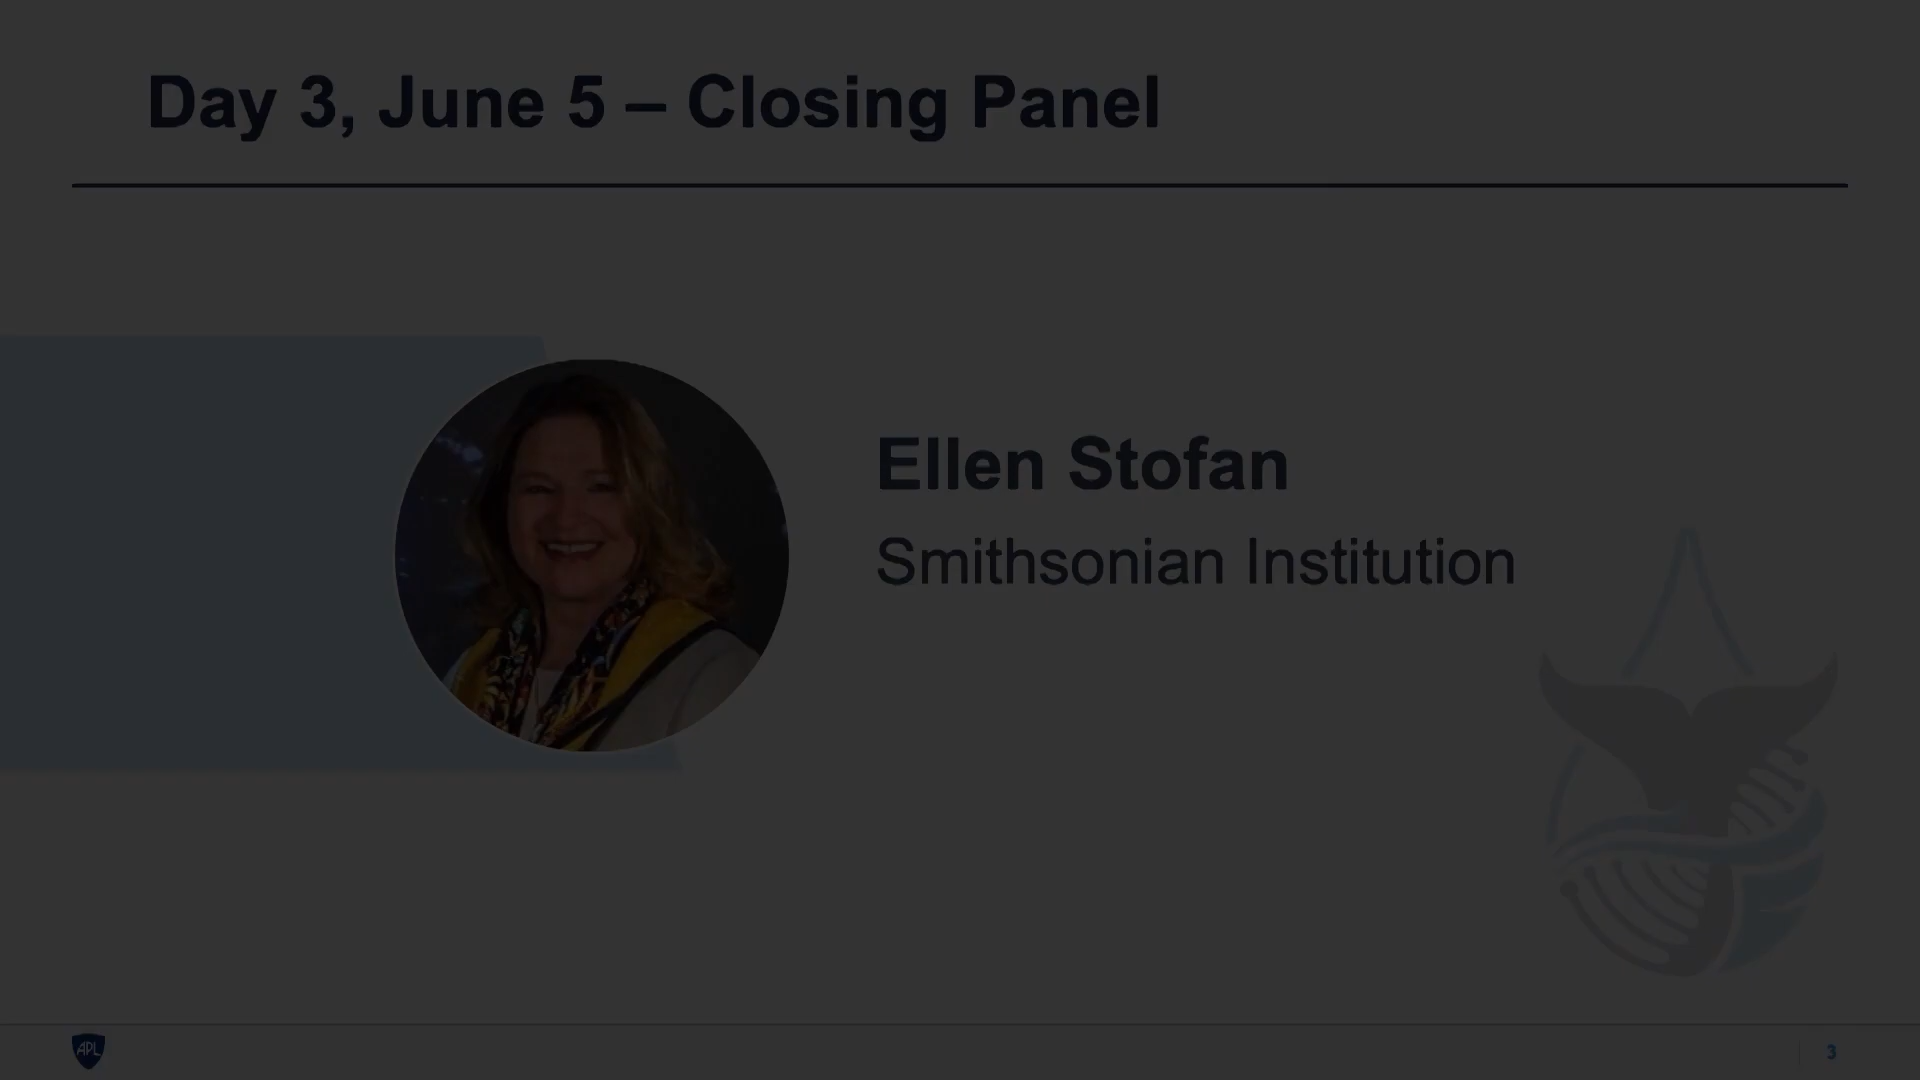 Day 3, June 5 – Closing Panel
Ellen Stofan
Smithsonian Institution
APL
3